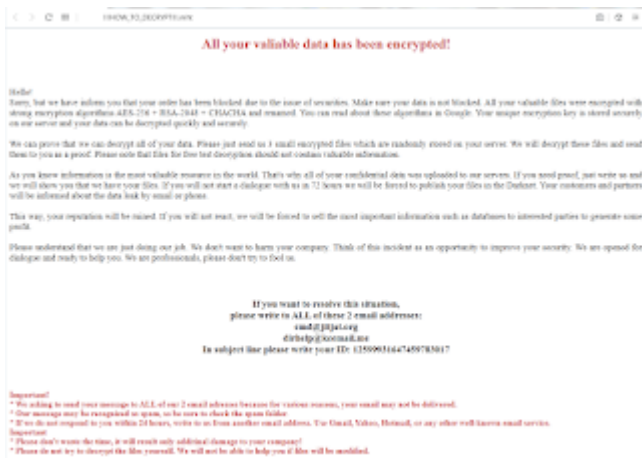 !!!HOW_TO_DECRYPT!!!.mht
All your valiable data has been encrypted!
Hello!
Sorry, but we have inform you that your order has been blocked due to the issue of securities. Make sure your data is not blocked. All your valuable files were encrypted with
strong encryption algorithms AES-256 + RSA-2048 + CHACHA and renamed. You can read about these algorithms in Google. Your unique encryption key is stored securely
on our server and your data can be decrypted quickly and securely.
We can prove that we can decrypt all of your data. Please just send us 3 small encrypted files which are randomly stored on your server. We will decrypt these files and send
them to you as a proof. Please note that files for free test decryption should not contain valuable information.
As you know information is the most valuable resource in the world. That's why all of your confidential data was uploaded to our servers. If you need proof, just write us and
we will show you that we have your files. If you will not start a dialogue with us in 72 hours we will be forced to publish your files in the Darknet. Your customers and partners
will be informed about the data leak by email or phone.
This way, your reputation will be ruined. If you will not react, we will be forced to sell the most important information such as databases to interested parties to generate some
profit.
Please understand that we are just doing our job. We don't want to harm your company. Think of this incident as an opportunity to improve your security. We are opened for
dialogue and ready to help you. We are professionals, please don't try to fool us.
If you want to resolve this situation,
please write to ALL of these 2 email addresses:
In subject line please write your ID:
Important!
* We asking to send your message to ALL of our 2 email adresses because for various reasons, your email may not be delivered.
* Our message may be recognized as spam, so be sure to check the spam folder.
* If we do not respond to you within 24 hours, write to us from another email address. Use Gmail, Yahoo, Hotmail, or any other well-known email service.
Important
* Please don't waste the time, it will result only additinal damage to your company!
* Please do not try to decrypt the files yourself. We will not be able to help you if files will be modified.